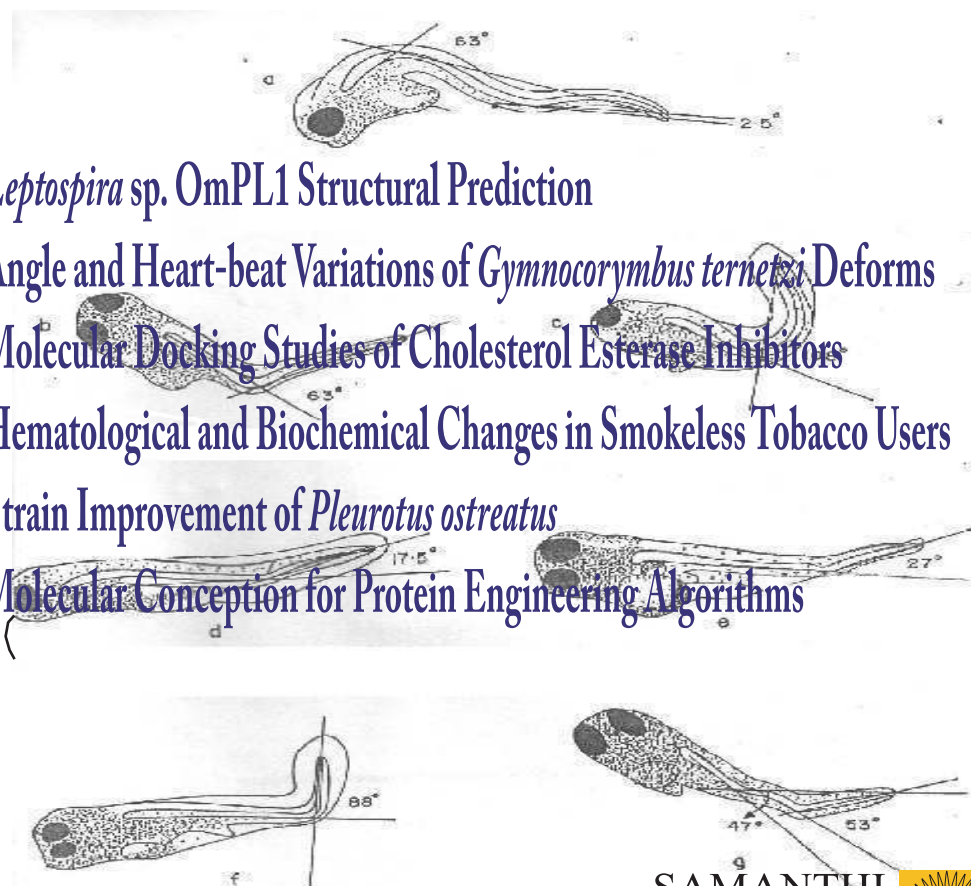 63°
a
2·5°
Leptospira sp. OmPL1 Structural Prediction
Angle and Heart-beat Variations of Gymnocorymbus ternetzi Deforms
b
c
Molecular Docking Studies of Cholesterol Esterase Inhibitors
63°
Hematological and Biochemical Changes in Smokeless Tobacco Users
train Improvement of Pleurotus ostreatus
17·5°
27°
Molecular Conception for Protein Engineering Algorithms
d
e
88°
47°
53°
f
g
SAMANTHI